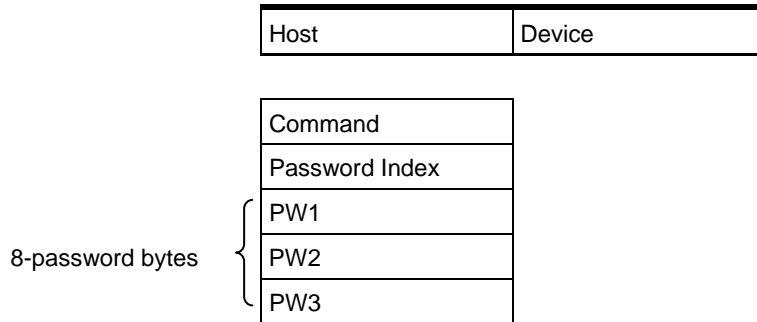 Host Device
Command
Password Index
PW1
8-password bytes PW2
PW3